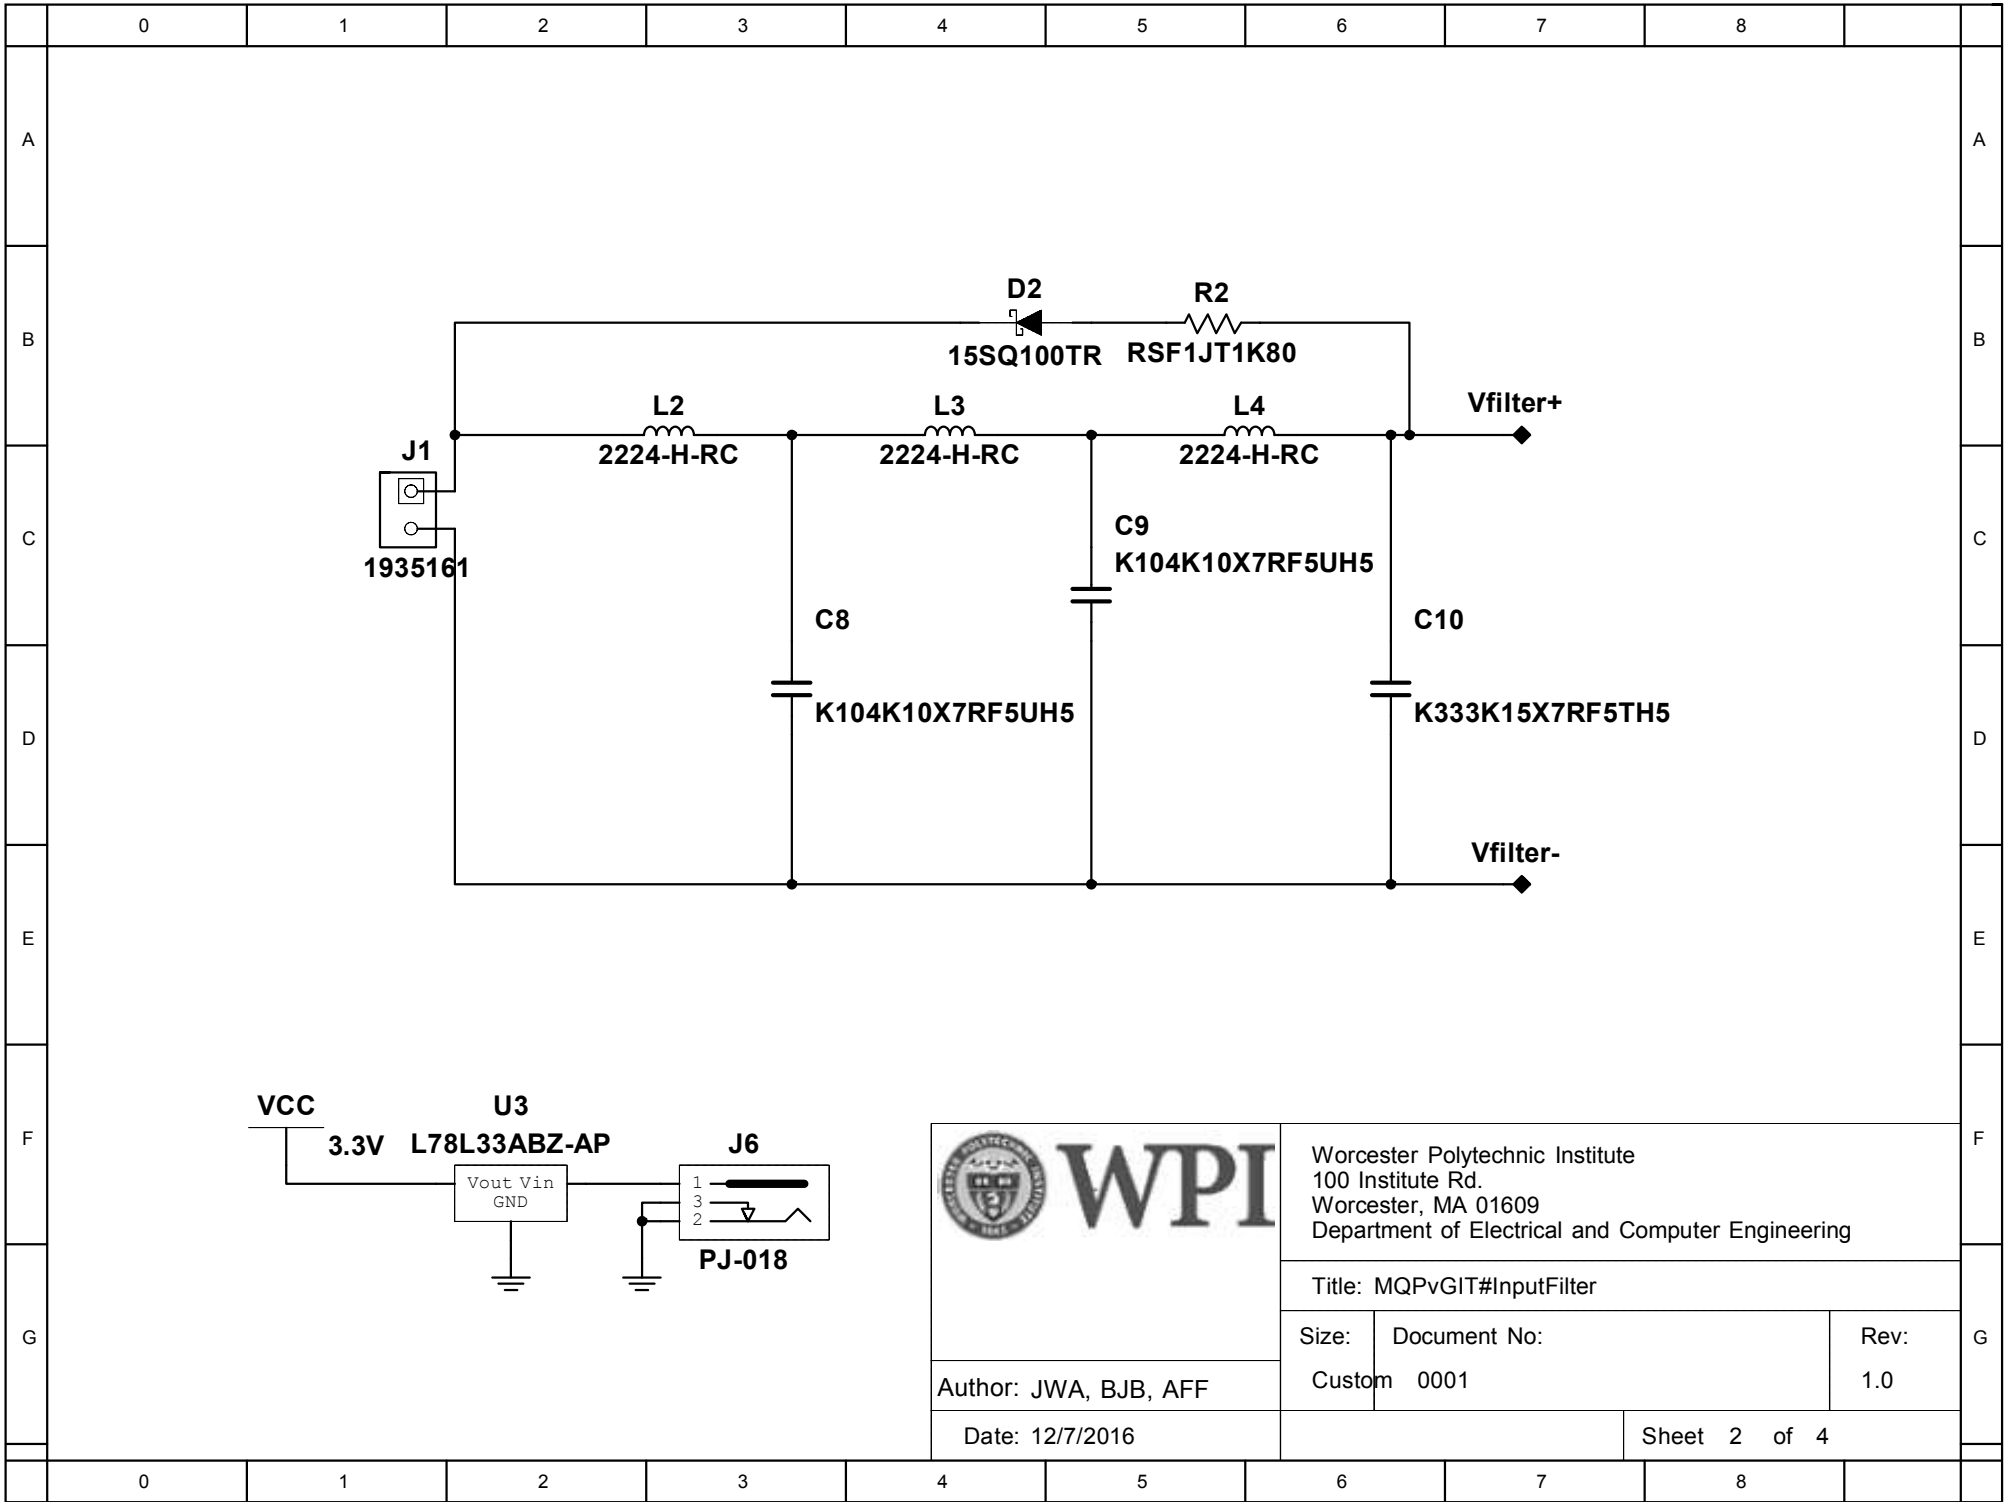 0 1 2 3 4 5 6 7 8
A A
B B
C C
D D
E E
F F
G G
D2
15SQ100TR
R2
RSF1JT1K80
L2
2224-H-RC
L3
2224-H-RC
L4
2224-H-RC
Vfilter+
J1
1935161
C9
K104K10X7RF5UH5
C8
K104K10X7RF5UH5
C10
K333K15X7RF5TH5
Vfilter-
VCC
3.3V
U3
L78L33ABZ-AP
Vout Vin
GND
J6
1
3
2
PJ-018
WPI
Worcester Polytechnic Institute
100 Institute Rd.
Worcester, MA 01609
Department of Electrical and Computer Engineering
Title: MQPvGIT#InputFilter
Size: Document No: Rev:
Custom 0001 1.0
Author: JWA, BJB, AFF
Date: 12/7/2016
Sheet 2 of 4
0 1 2 3 4 5 6 7 8